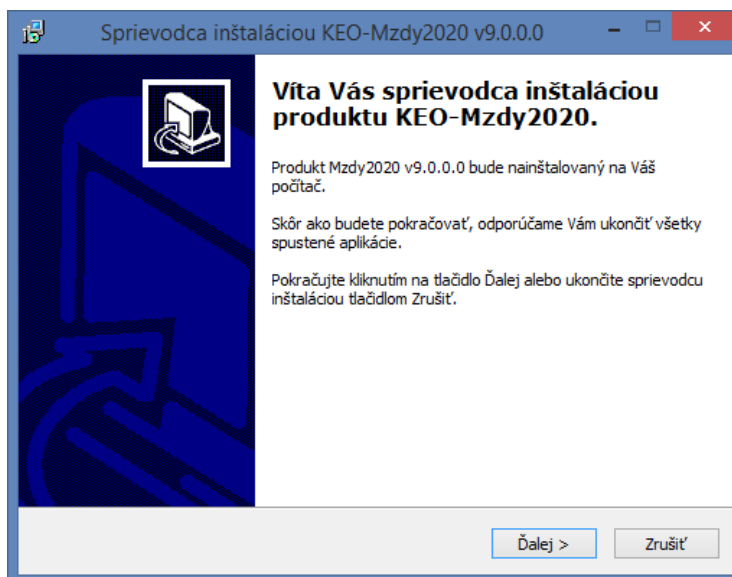 Sprievodca inštaláciou KEO-Mzdy2020 v9.0.0.0
Víta Vás sprievodca inštaláciou
produktu KEO-Mzdy2020.
Produkt Mzdy2020 v9.0.0.0 bude nainštalovaný na Váš
počítač.
Skôr ako budete pokračovať, odporúčame Vám ukončiť všetky
spustené aplikácie.
Pokračujte kliknutím na tlačidlo Ďalej alebo ukončite sprievodcu
inštaláciou tlačidlom Zrušiť.
Ďalej >
Zrušiť